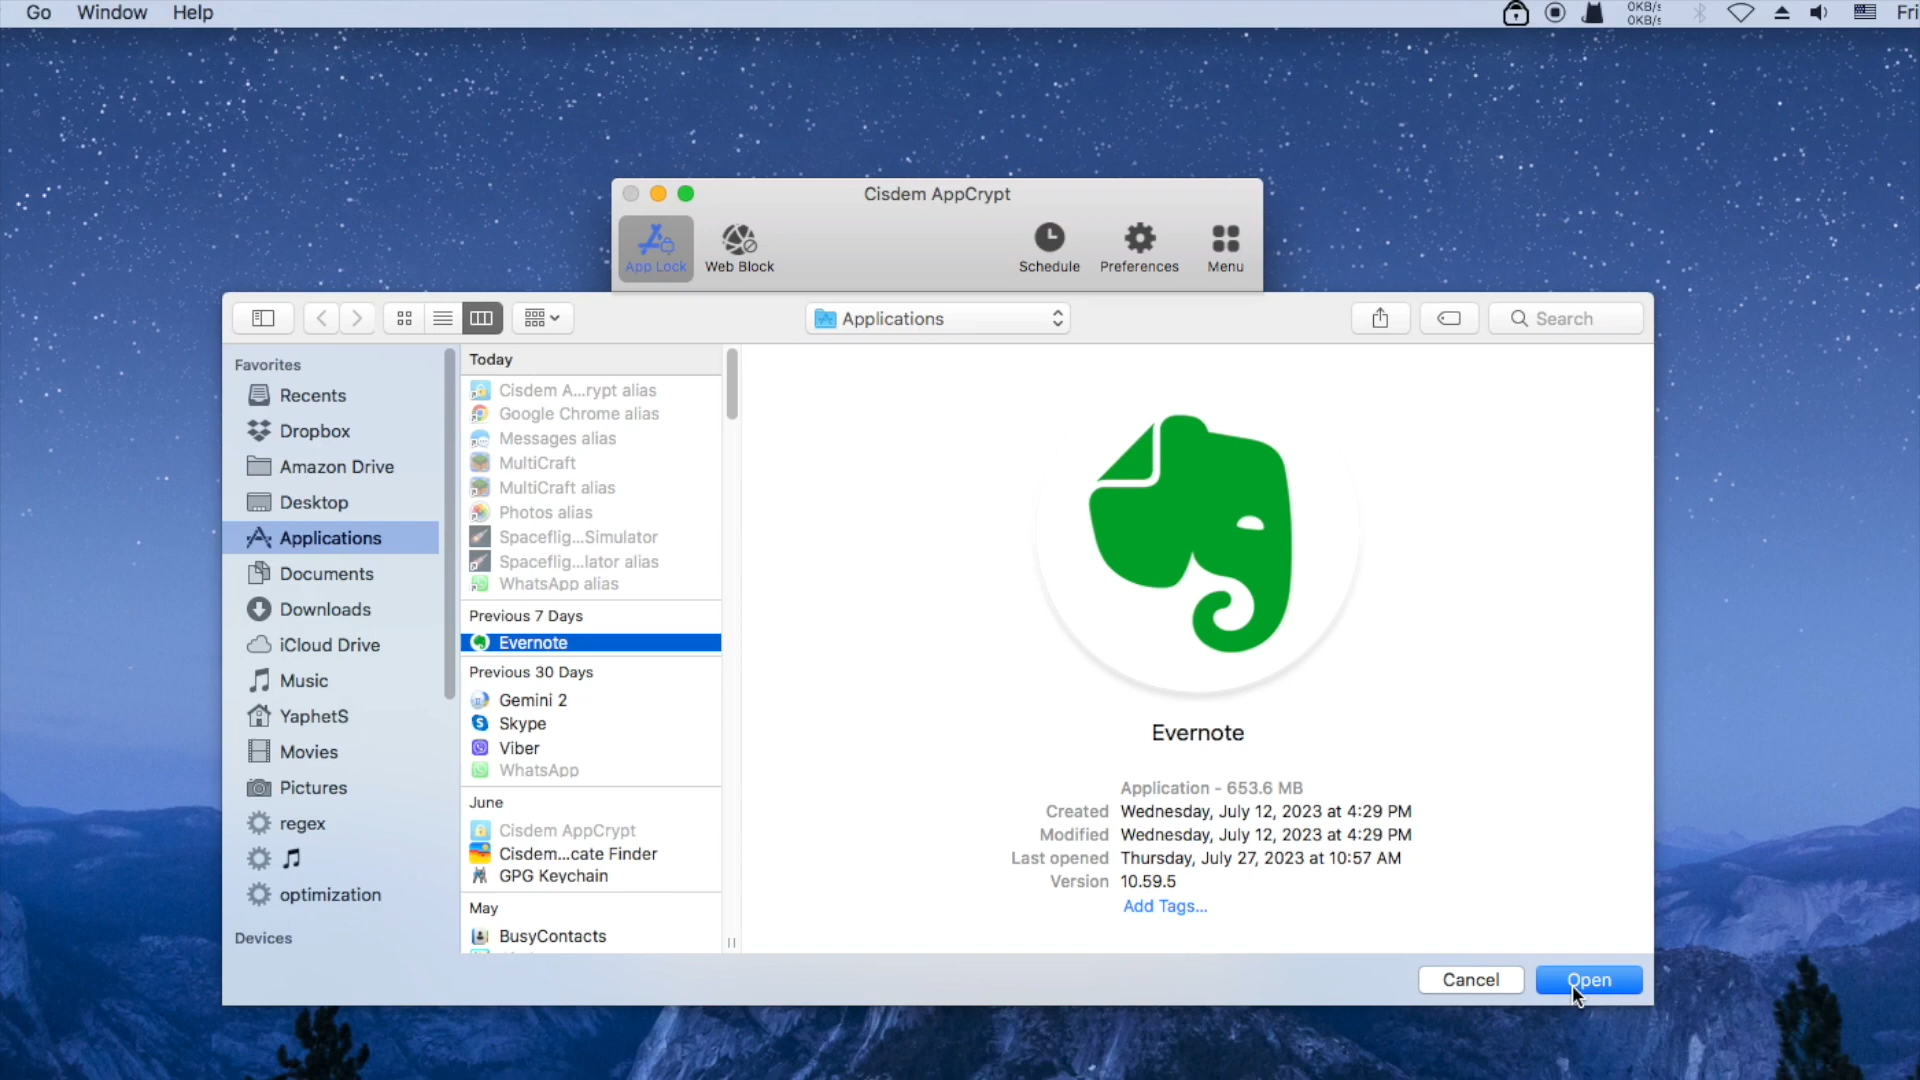 Go Window Help 0KB/s Fri
0KB/s
Cisdem AppCrypt
App Lock Web Block Schedule Preferences Menu
Applications Search
Favorites
Recents
Dropbox
Amazon Drive
Desktop
Applications
Documents
Downloads
iCloud Drive
Music
YaphetS
Movies
Pictures
regex
optimization
Devices
Today
Cisdem A...rypt alias
Google Chrome alias
Messages alias
MultiCraft
MultiCraft alias
Photos alias
Spaceflig...Simulator
Spaceflig...lator alias
WhatsApp alias
Previous 7 Days
Evernote
Previous 30 Days
Gemini 2
Skype
Viber
WhatsApp
June
Cisdem AppCrypt
Cisdem...cate Finder
GPG Keychain
May
BusyContacts
Evernote
Application - 653.6 MB
Created Wednesday, July 12, 2023 at 4:29 PM
Modified Wednesday, July 12, 2023 at 4:29 PM
Last opened Thursday, July 27, 2023 at 10:57 AM
Version 10.59.5
Add Tags...
Cancel Open